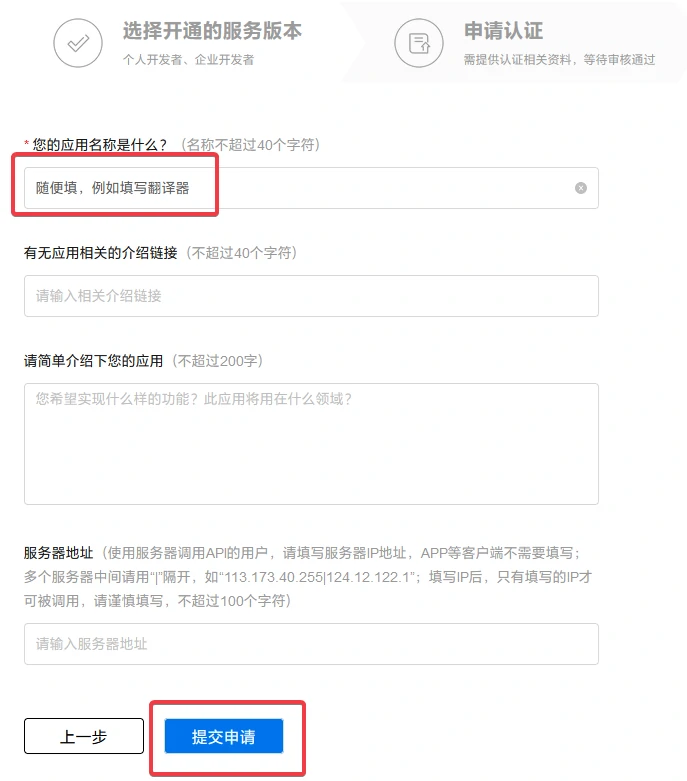 选择开通的服务版本
个人开发者、企业开发者
申请认证
需提供认证相关资料，等待审核通过
* 您的应用名称是什么？（名称不超过40个字符）
随便填，例如填写翻译器
有无应用相关的介绍链接（不超过40个字符）
请输入相关介绍链接
请简单介绍下您的应用（不超过200字）
您希望实现什么样的功能？此应用将用在什么领域？
服务器地址（使用服务器调用API的用户，请填写服务器IP地址，APP等客户端不需要填写；
多个服务器中间请用“|”隔开，如“113.173.40.255|124.12.122.1”；填写IP后，只有填写的IP才
可被调用，请谨慎填写，不超过100个字符）
请输入服务器地址
上一步
提交申请